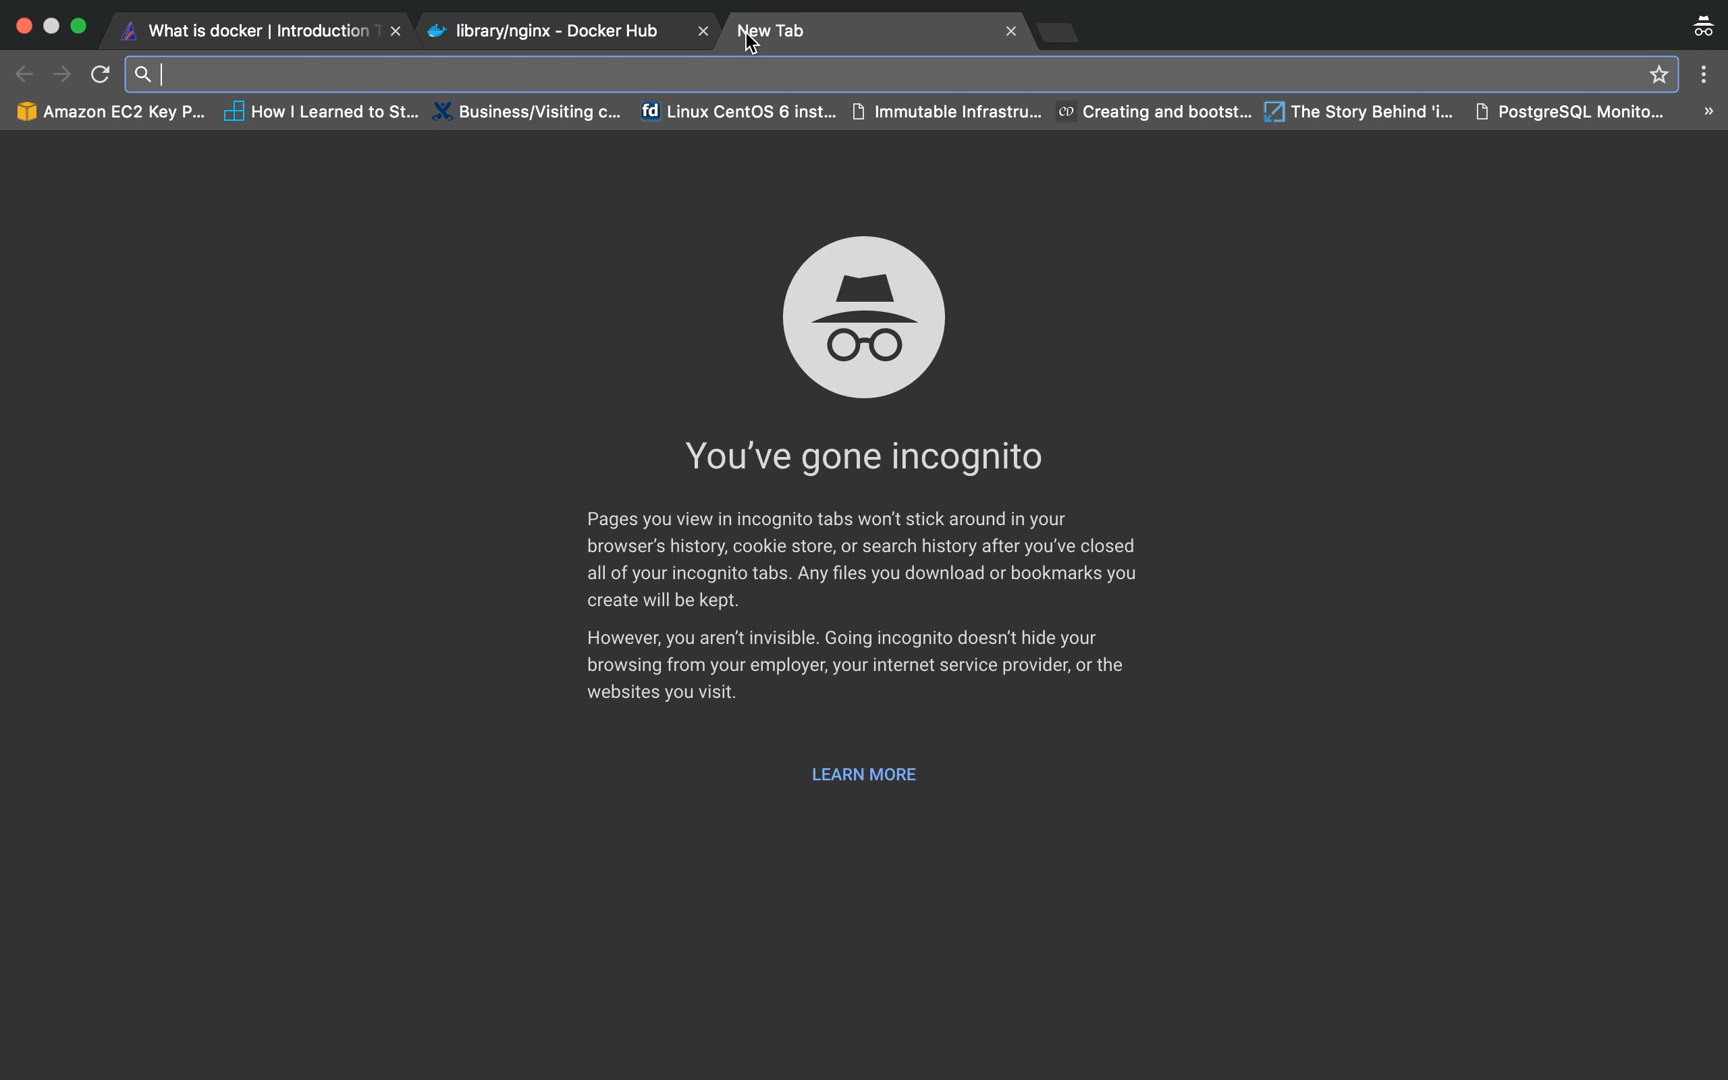 What is docker | Introduction
library/nginx - Docker Hub
New Tab
Amazon EC2 Key P...
How I Learned to St...
Business/Visiting c...
fd Linux CentOS 6 inst...
Immutable Infrastru...
Creating and bootst...
The Story Behind 'i...
PostgreSQL Monito...
»
You've gone incognito
Pages you view in incognito tabs won't stick around in your
browser's history, cookie store, or search history after you've closed
all of your incognito tabs. Any files you download or bookmarks you
create will be kept.
However, you aren't invisible. Going incognito doesn't hide your
browsing from your employer, your internet service provider, or the
websites you visit.
LEARN MORE